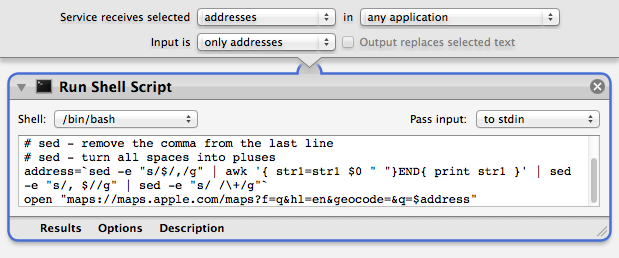 Service receives selected addresses in any application
Input is only addresses Output replaces selected text
Run Shell Script
Shell: /bin/bash Pass input: to stdin
# sed - remove the comma from the last line
# sed - turn all spaces into pluses
address=`sed -e "s/$/,/g" | awk '{ str1=str1 $0 " "}END{ print str1 }' | sed
-e "s/, $//g" | sed -e "s/ /\+/g"`
open "maps://maps.apple.com/maps?f=q&hl=en&geocode=&q=$address"
Results Options Description